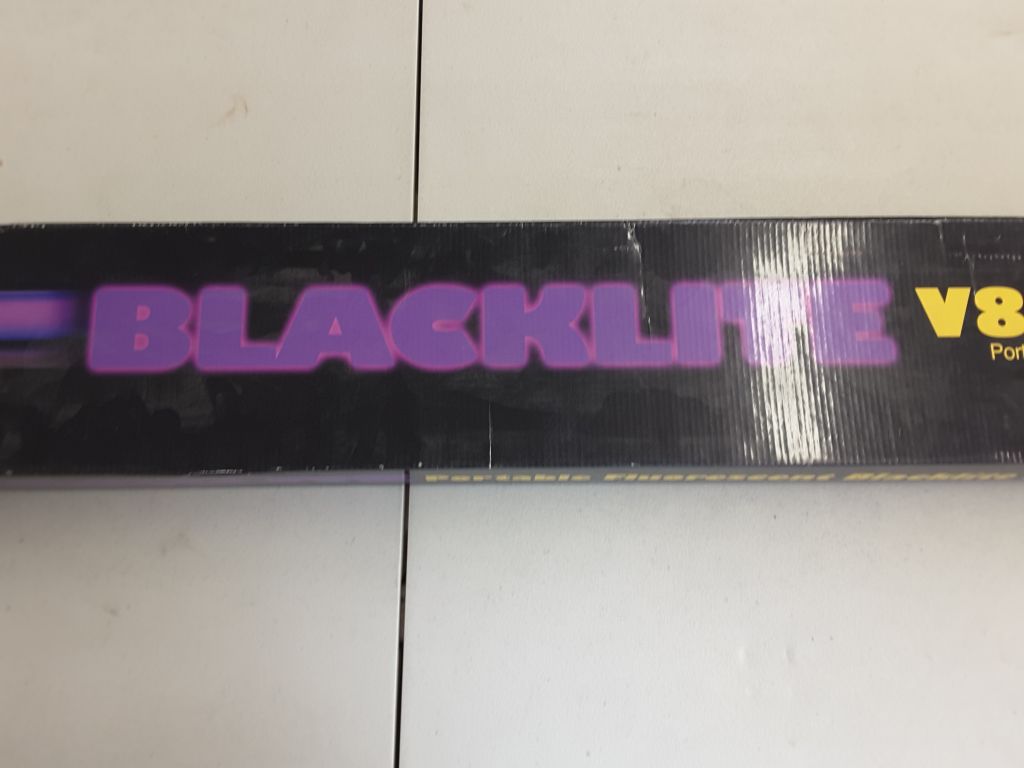 BLACKLITE V8
Port
Portable Fluorescent Blacklite